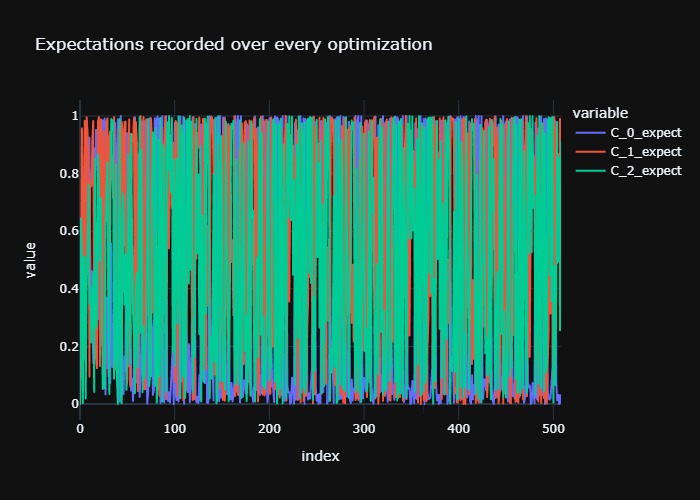 Expectations recorded over every optimization
variable
C_0_expect
C_1_expect
C_2_expect
value
1
0.8
0.6
0.4
0.2
0
0 100 200 300 400 500
index